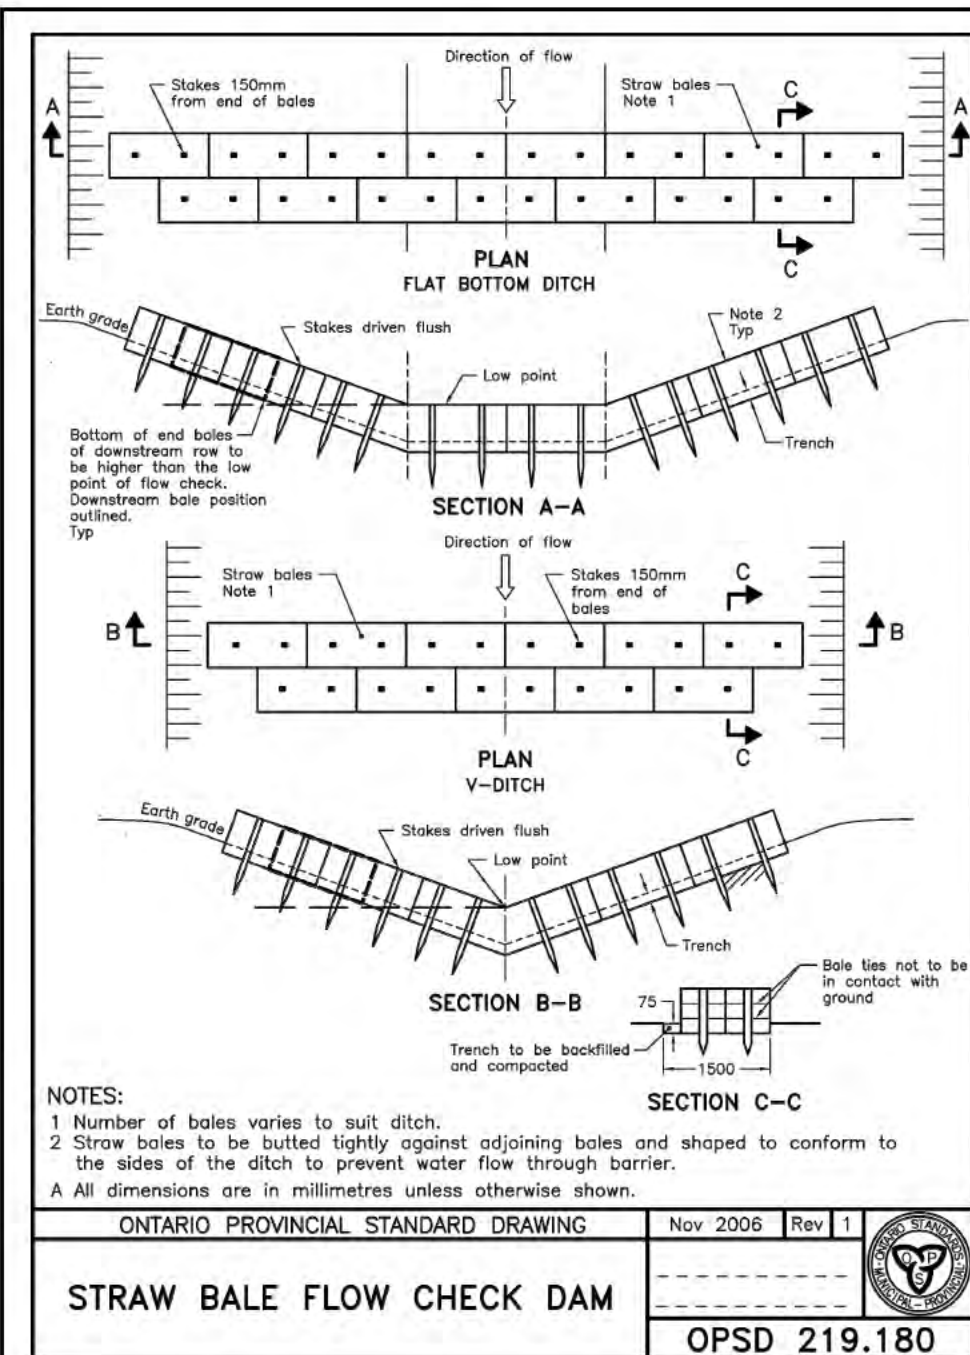 Direction of flow
Stakes 150mm
from end of bales
Straw bales
Note 1
C
A
A
C
PLAN
FLAT BOTTOM DITCH
Earth grade
Stakes driven flush
Note 2
Typ
Low point
Trench
Bottom of end bales
of downstream row to
be higher than the low
point of flow check.
Downstream bale position
outlined.
Typ
SECTION A-A
Direction of flow
Straw bales
Note 1
Stakes 150mm
from end of
bales
C
B
B
C
PLAN
V-DITCH
Earth grade
Stakes driven flush
Low point
Trench
Bale ties not to be
in contact with
ground
SECTION B-B
75
Trench to be backfilled
and compacted
1500
SECTION C-C
NOTES:
1 Number of bales varies to suit ditch.
2 Straw bales to be butted tightly against adjoining bales and shaped to conform to
the sides of the ditch to prevent water flow through barrier.
A All dimensions are in millimetres unless otherwise shown.
ONTARIO PROVINCIAL STANDARD DRAWING
Nov 2006
Rev
1
ONTARIO STANDARDS
MUNICIPAL-PROVINCIAL
O P
S
STRAW BALE FLOW CHECK DAM
OPSD 219.180